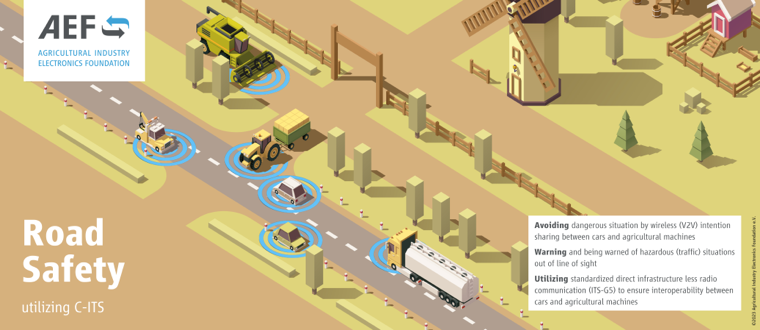 AEF
AGRICULTURAL INDUSTRY
ELECTRONICS FOUNDATION
Road
Safety
utilizing C-ITS
Avoiding dangerous situation by wireless (V2V) intention
sharing between cars and agricultural machines
Warning and being warned of hazardous (traffic) situations
out of line of sight
Utilizing standardized direct infrastructure less radio
communication (ITS-G5) to ensure interoperability between
cars and agricultural machines
©2023 Agricultural Industry Electronics Foundation e.V.